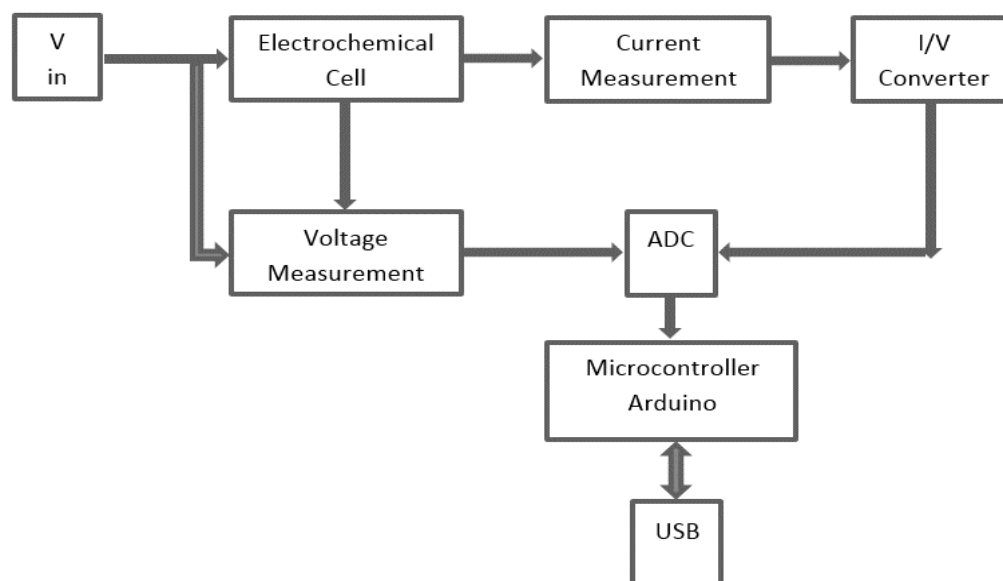 V
in
Electrochemical
Cell
Current
Measurement
I/V
Converter
Voltage
Measurement
ADC
Microcontroller
Arduino
USB